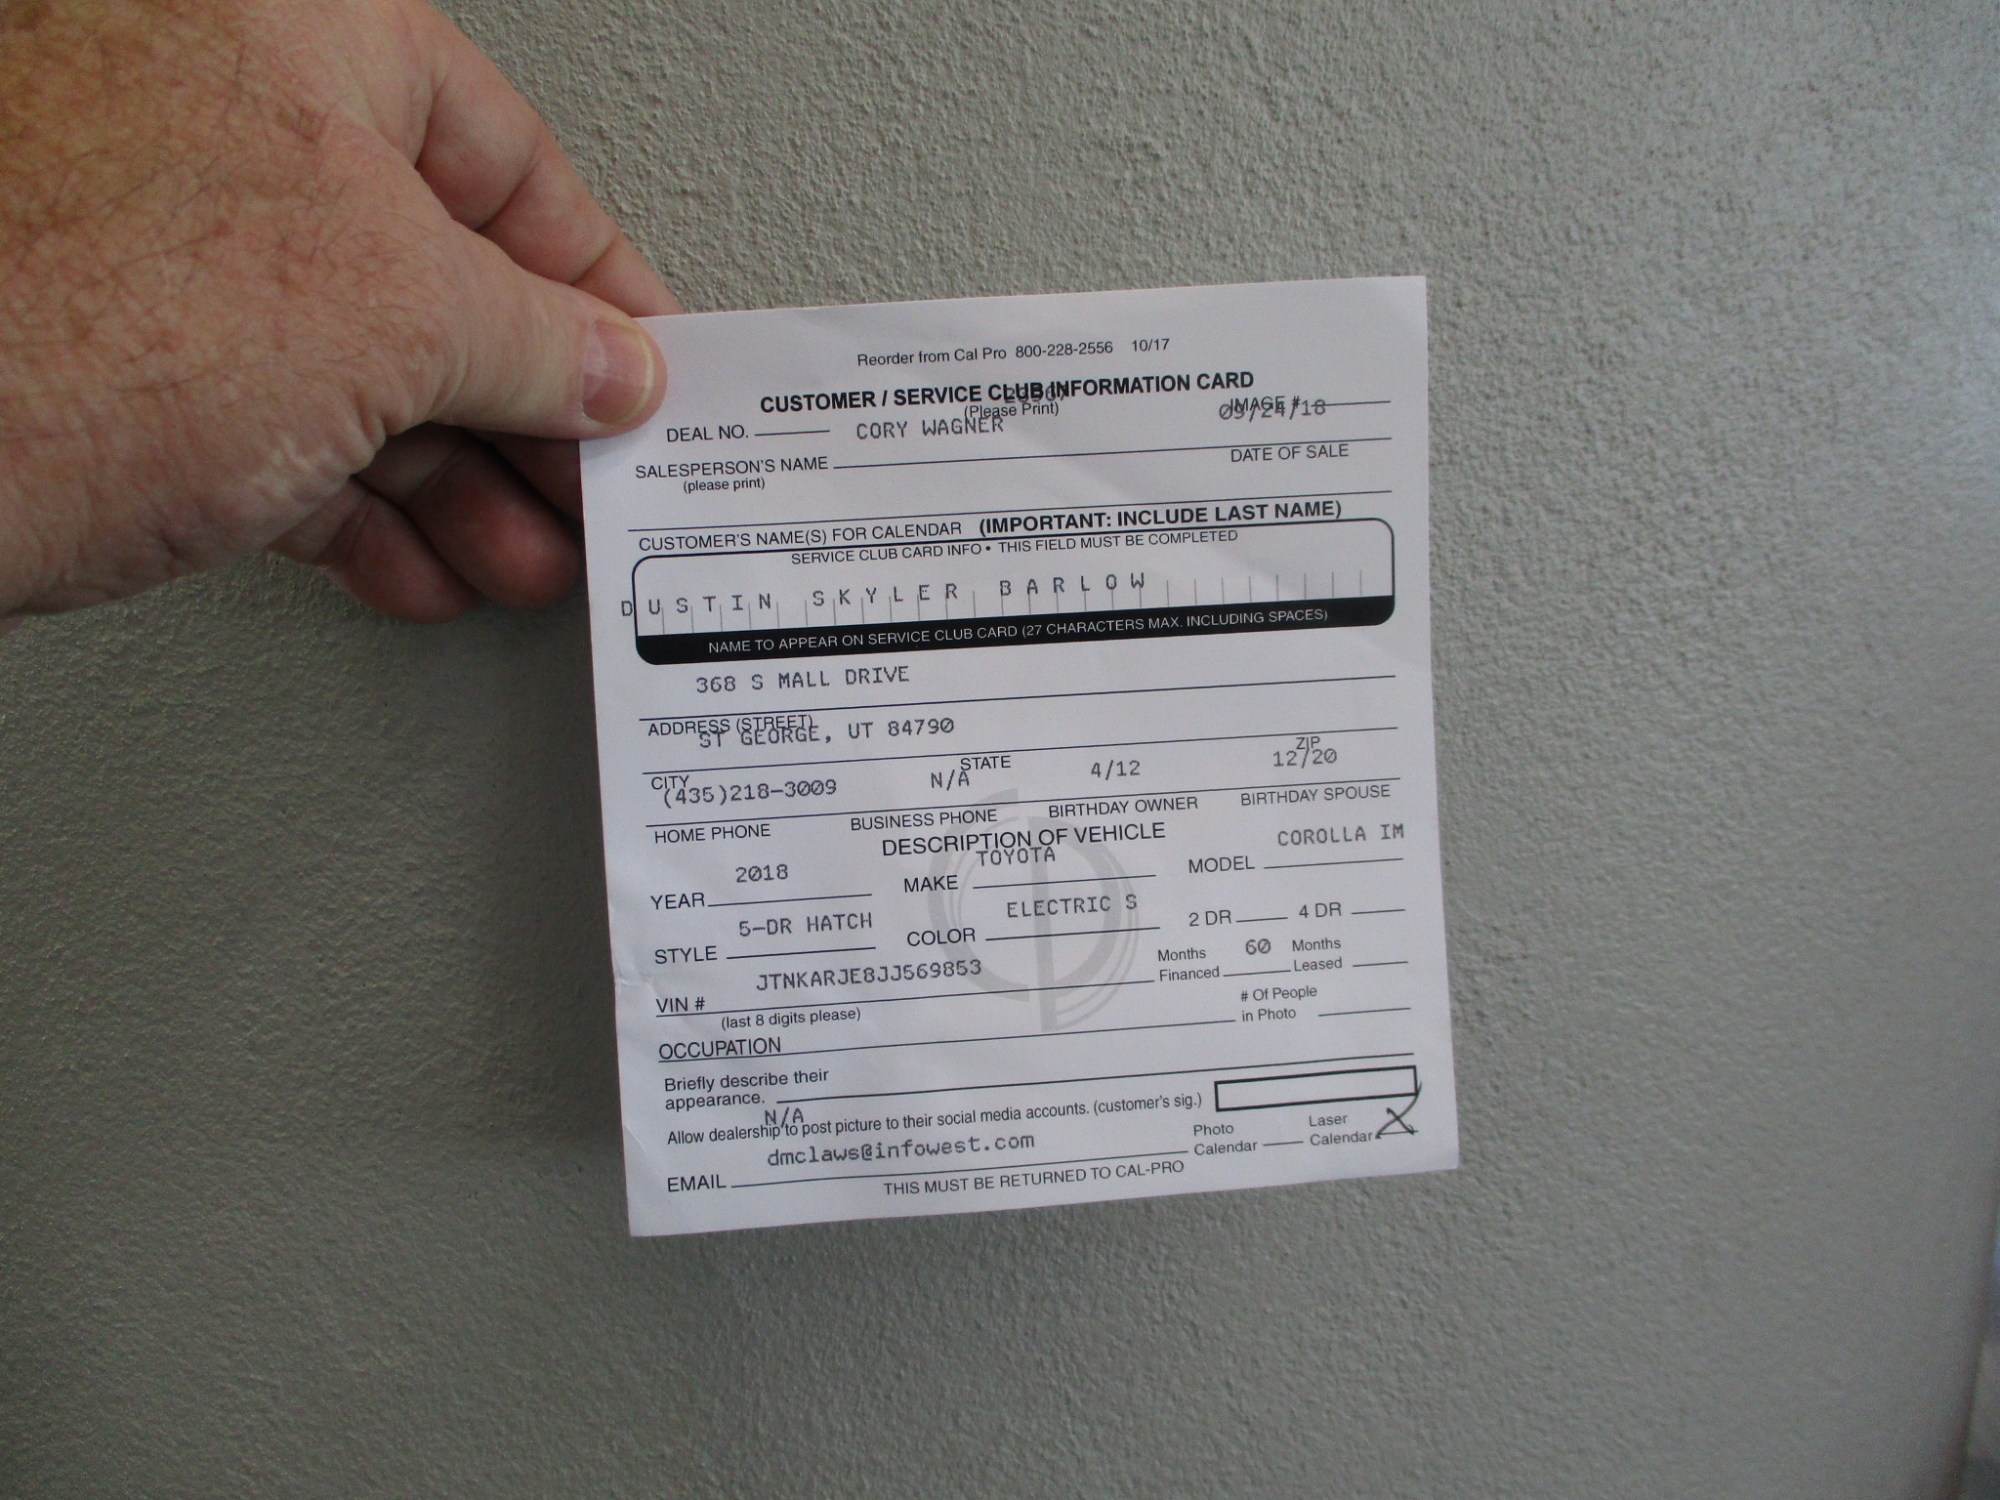 Reorder from Cal Pro 800-228-2556 10/17
CUSTOMER / SERVICE CLUB INFORMATION CARD
(Please Print)
IMAGE #
09/24/18
DEAL NO.
CORY WAGNER
SALESPERSON'S NAME
DATE OF SALE
(please print)
CUSTOMER'S NAME(S) FOR CALENDAR (IMPORTANT: INCLUDE LAST NAME)
SERVICE CLUB CARD INFO • THIS FIELD MUST BE COMPLETED
DUSTIN SKYLER BARLOW
NAME TO APPEAR ON SERVICE CLUB CARD (27 CHARACTERS MAX. INCLUDING SPACES)
368 S MALL DRIVE
ADDRESS (STREET)
ST GEORGE, UT 84790
CITY STATE ZIP
(435)218-3009 N/A 4/12 12/20
HOME PHONE BUSINESS PHONE BIRTHDAY OWNER BIRTHDAY SPOUSE
DESCRIPTION OF VEHICLE
2018 TOYOTA COROLLA IM
YEAR MAKE MODEL
5-DR HATCH ELECTRIC S
STYLE COLOR 2 DR 4 DR
JTNKARJE8JJ569853
Months Financed 60 Months Leased
VIN #
(last 8 digits please)
# Of People in Photo
OCCUPATION
Briefly describe their
appearance.
N/A
Allow dealership to post picture to their social media accounts. (customer's sig.)
dmclaws@infowest.com
Photo Calendar Laser Calendar X
EMAIL
THIS MUST BE RETURNED TO CAL-PRO